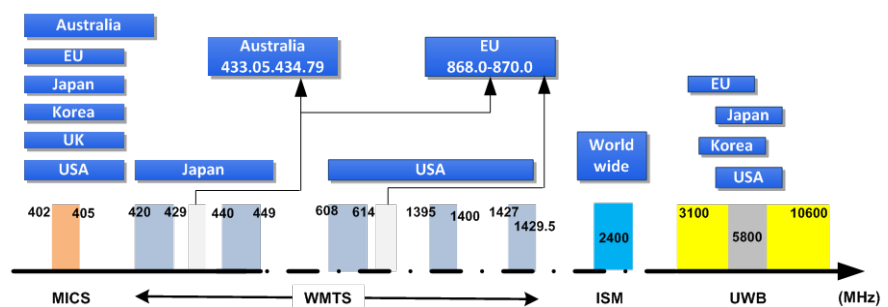 Australia
EU
Japan
Korea
UK
USA
Australia
433.05.434.79
EU
868.0-870.0
Japan
USA
World
wide
EU
Japan
Korea
USA
402
405
420
429
440
449
608
614
1395
1400
1427
1429.5
2400
3100
5800
10600
MICS
WMTS
ISM
UWB
(MHz)